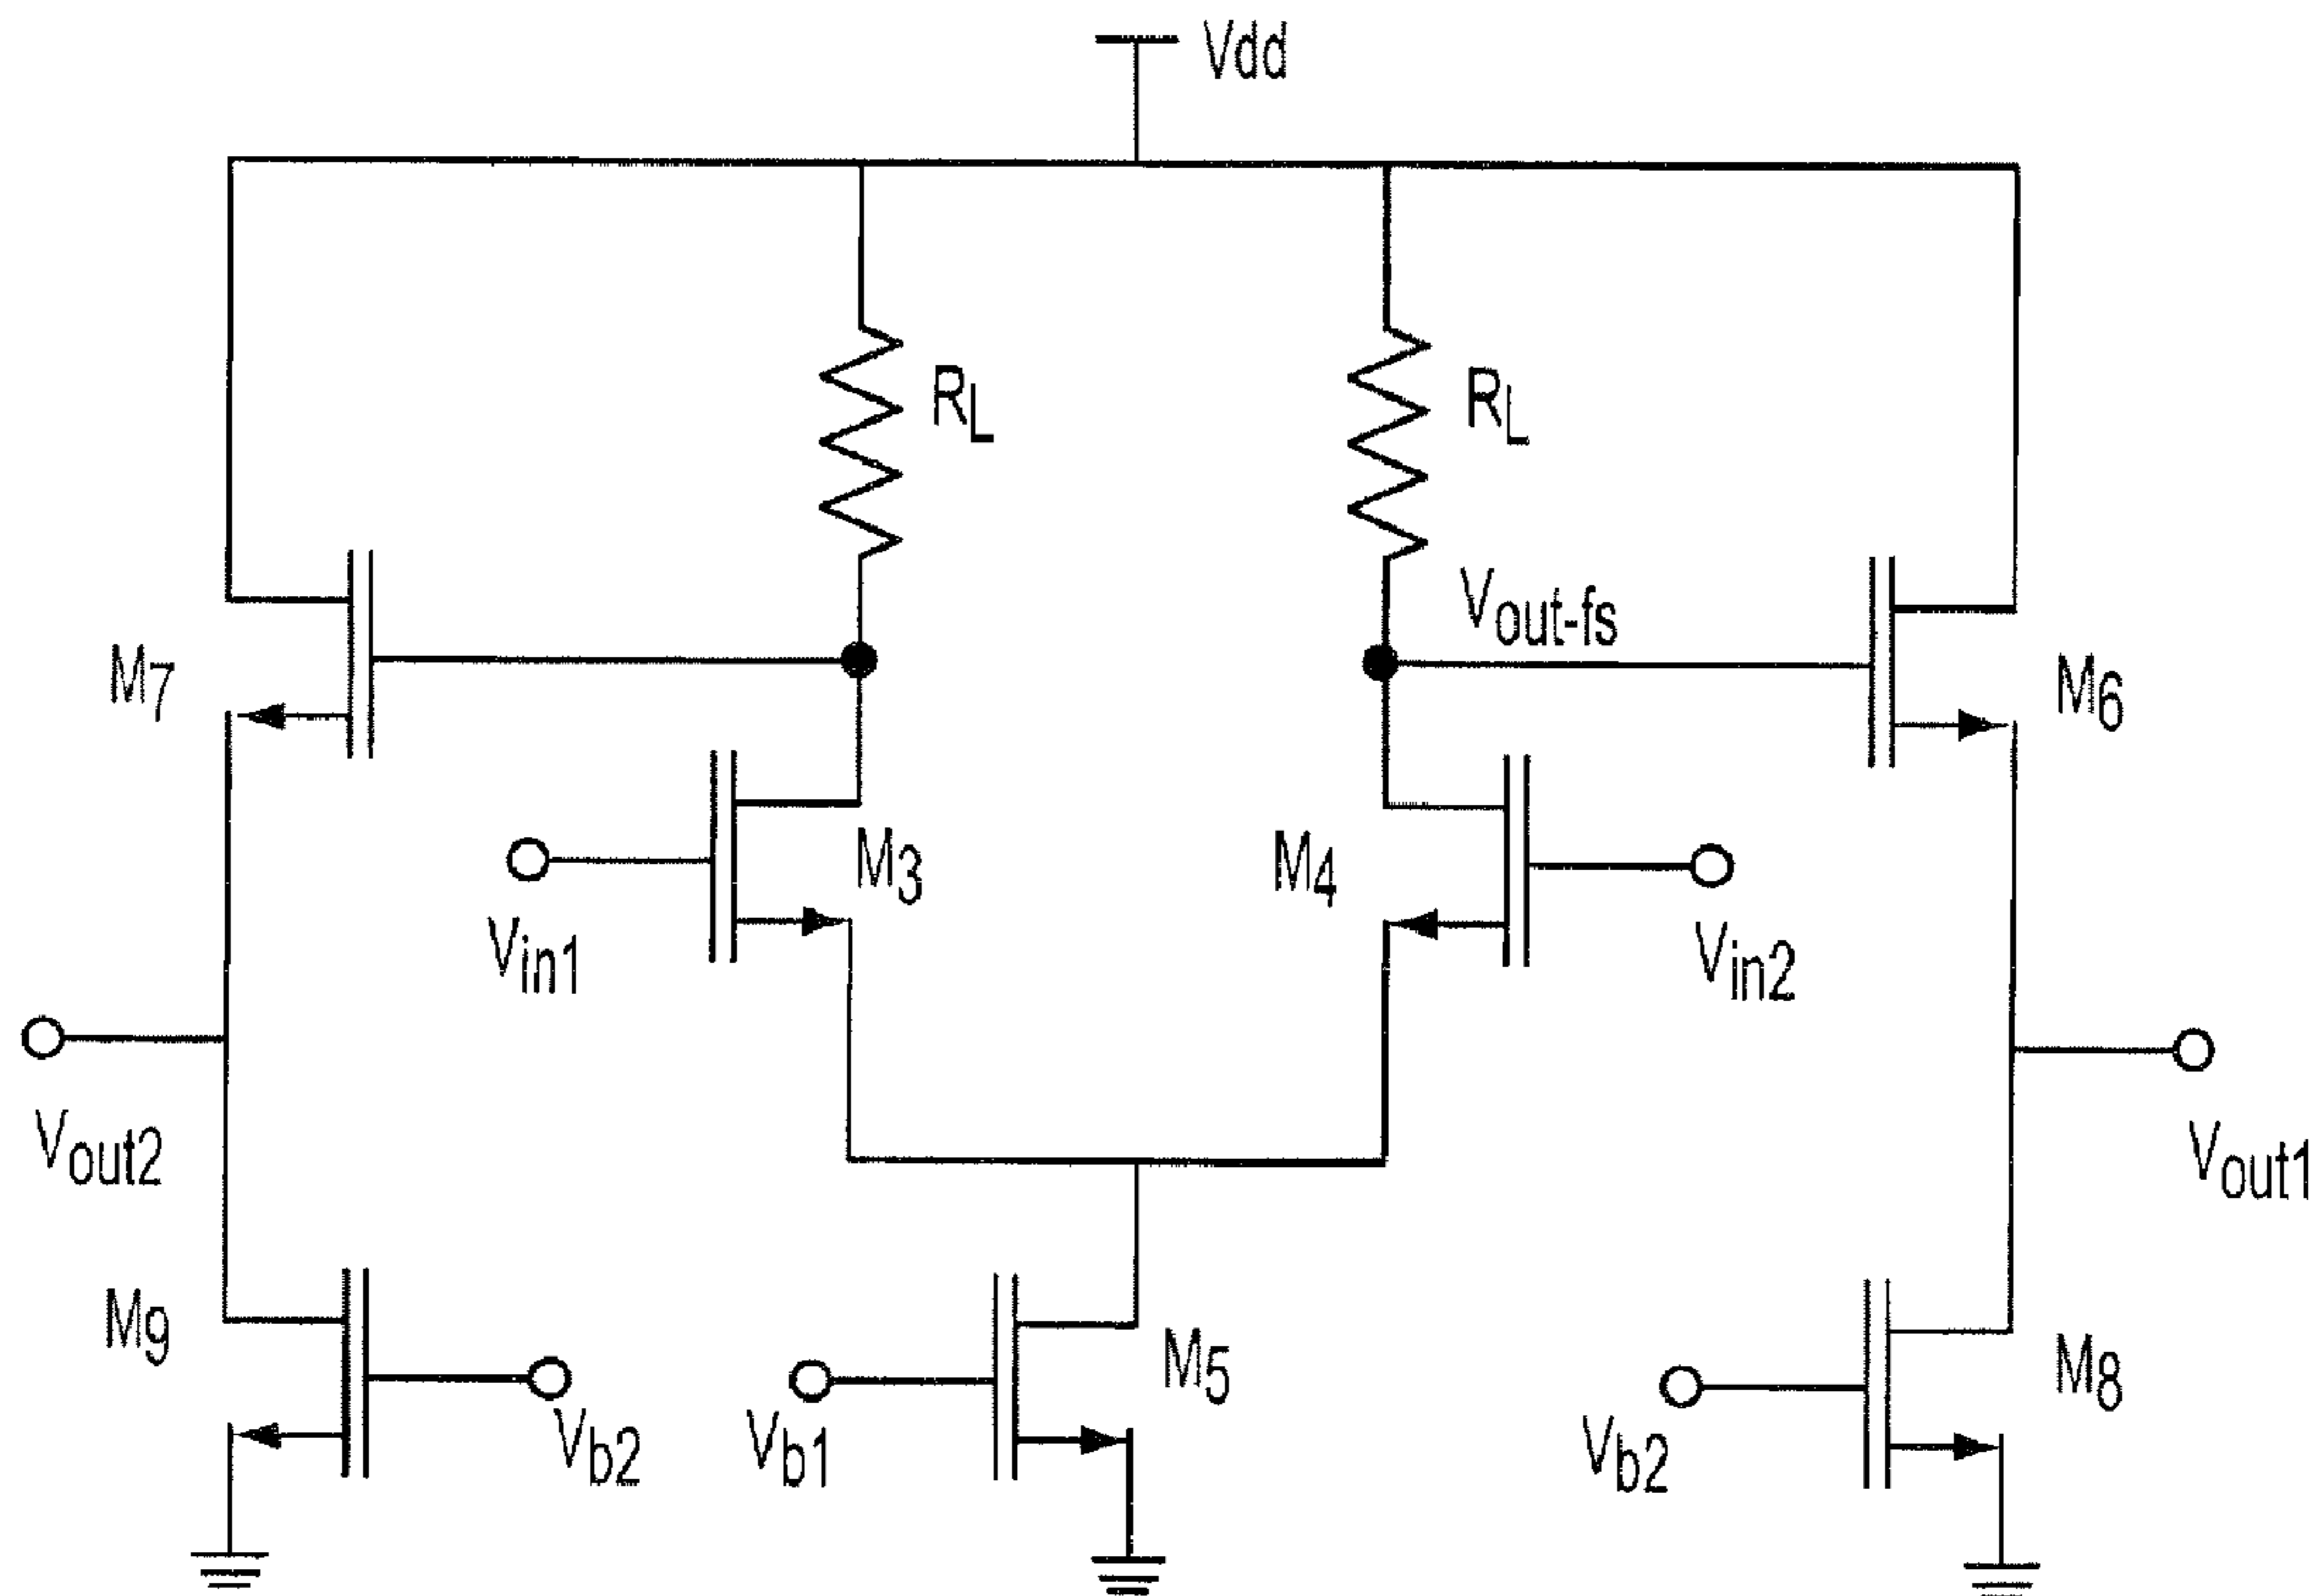 Vdd
RL
RL
Vout-fs
M7
M6
M3
M4
Vin1
Vin2
Vout2
Vout1
M9
M5
M8
Vb2
Vb1
Vb2